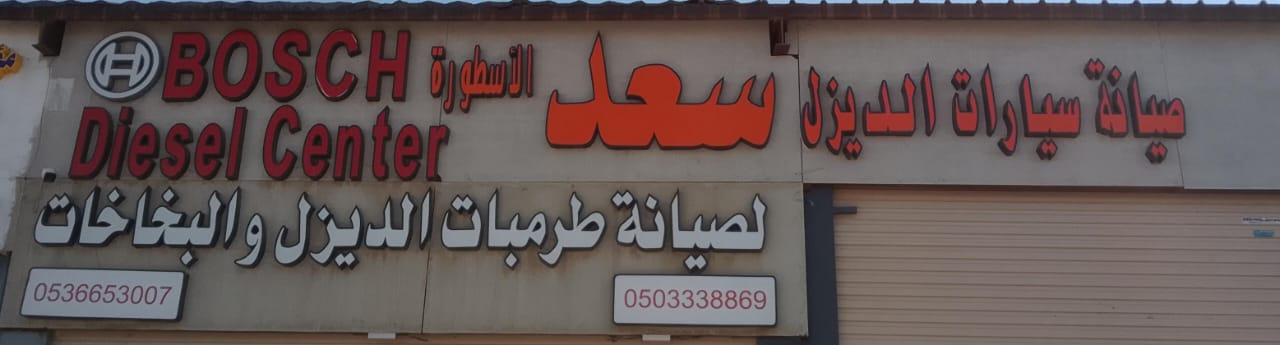 صيانة سيارات الديزل
سعد الأسطورة BOSCH
Diesel Center
لصيانة طرمبات الديزل والبخاخات
0503338869
0536653007